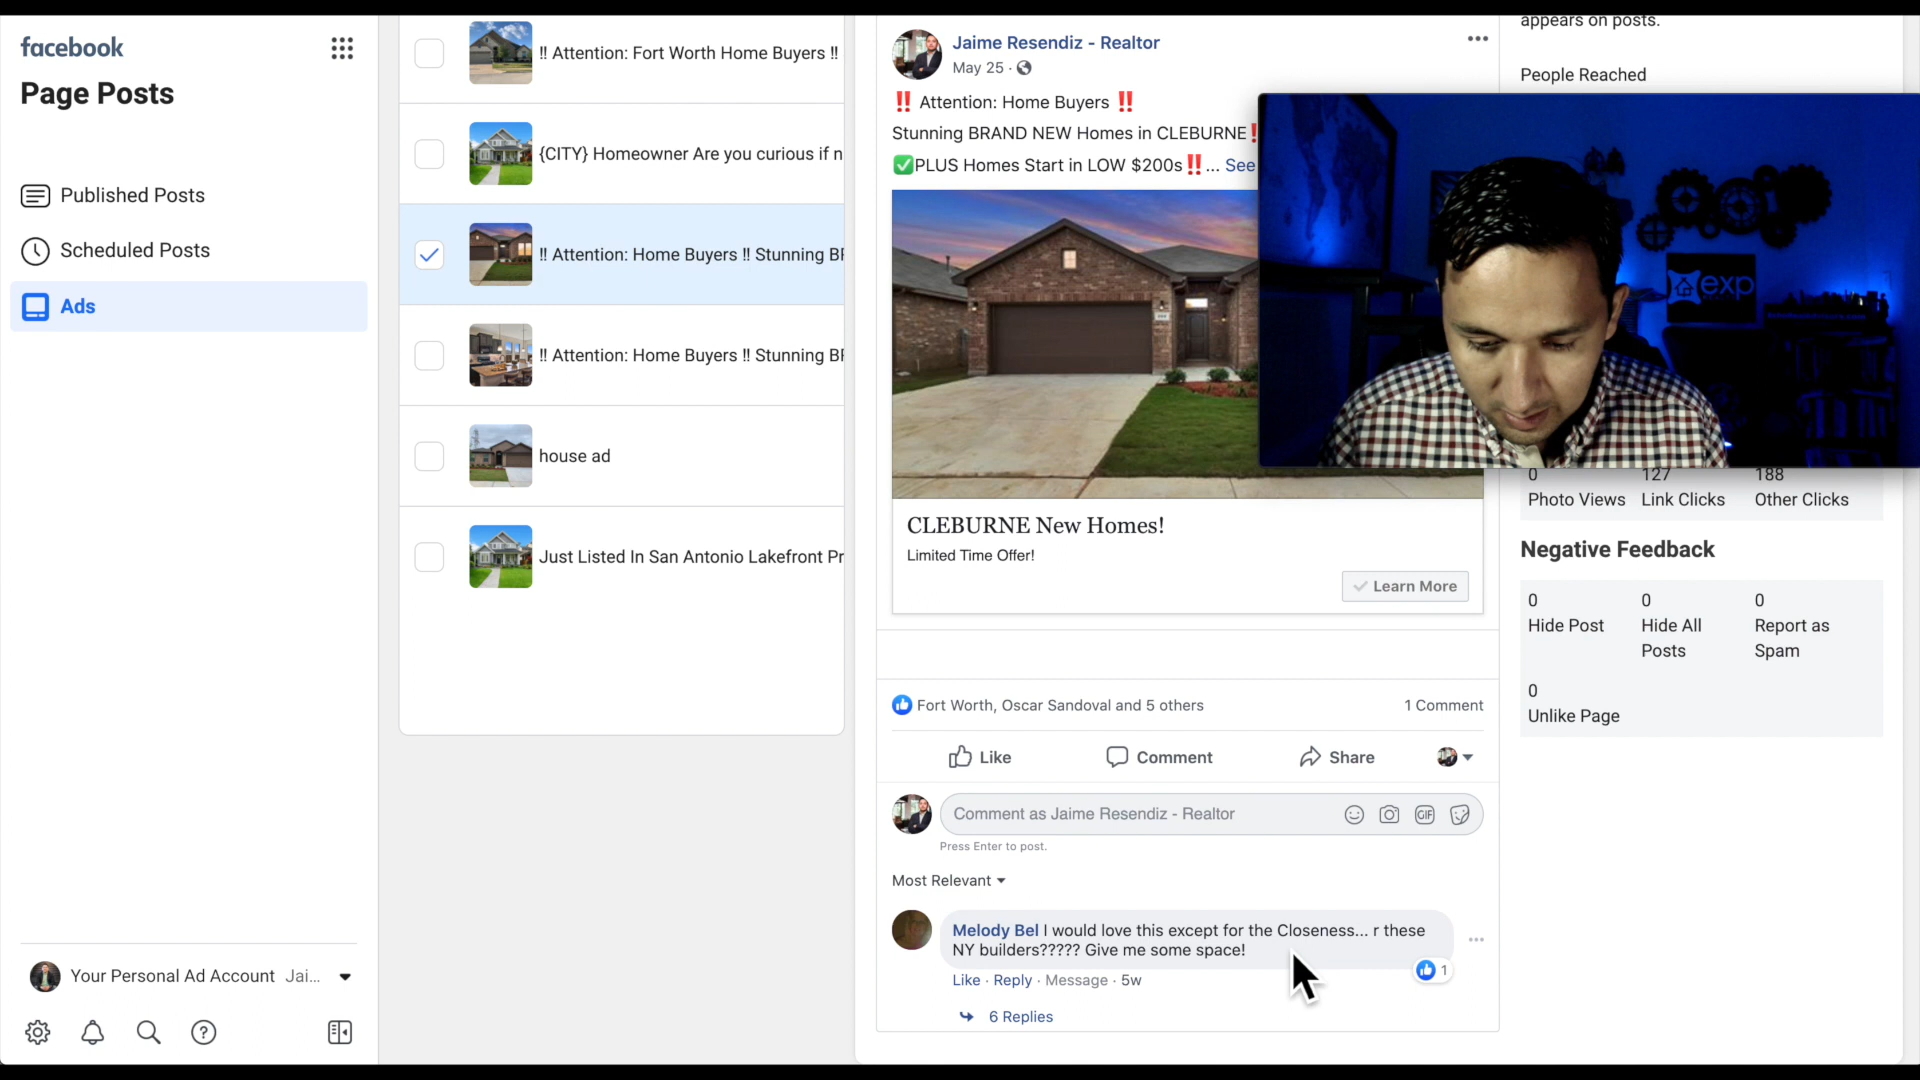 facebook
Page Posts
Published Posts
Scheduled Posts
Ads
Your Personal Ad Account Jai...
!! Attention: Fort Worth Home Buyers !!
{CITY} Homeowner Are you curious if n
!! Attention: Home Buyers !! Stunning BR
!! Attention: Home Buyers !! Stunning BR
house ad
Just Listed In San Antonio Lakefront Pr
Jaime Resendiz - Realtor
May 25 ·
‼️ Attention: Home Buyers ‼️
Stunning BRAND NEW Homes in CLEBURNE
✅PLUS Homes Start in LOW $200s‼️... See
CLEBURNE New Homes!
Limited Time Offer!
Learn More
Fort Worth, Oscar Sandoval and 5 others
1 Comment
Like
Comment
Share
Comment as Jaime Resendiz - Realtor
GIF
Press Enter to post.
Most Relevant
Melody Bel I would love this except for the Closeness... r these
NY builders????? Give me some space!
1
Like · Reply · Message · 5w
6 Replies
appears on posts.
People Reached
exp
0 127 188
Photo Views Link Clicks Other Clicks
Negative Feedback
0 0 0
Hide Post Hide All Report as
Posts Spam
0
Unlike Page